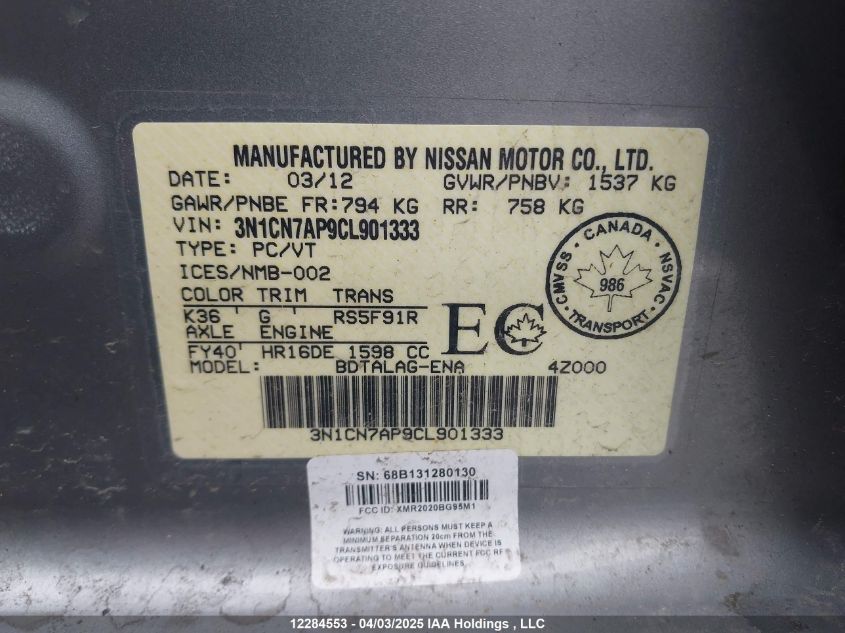 MANUFACTURED BY NISSAN MOTOR CO., LTD.
DATE: 03/12 GVWR/PNBV: 1537 KG
GAWR/PNBE FR: 794 KG RR: 758 KG
VIN: 3N1CN7AP9CL901333
TYPE: PC/VT
ICES/NMB-002
COLOR TRIM TRANS
K36 G RS5F91R
AXLE ENGINE
FY40 HR16DE 1598 CC
MODEL: BDTALAG-ENA 4Z000
EC
CANADA
CMVSS 986 NSVAC
TRANSPORT
3N1CN7AP9CL901333
SN: 68B131280130
FCC ID: XMR2020BG95M1
WARNING: ALL PERSONS MUST KEEP A
MINIMUM SEPARATION 20cm FROM THE
TRANSMITTER'S ANTENNA WHEN DEVICE IS
OPERATING TO MEET THE CURRENT FCC RF
EXPOSURE GUIDELINES.
12284553 - 04/03/2025 IAA Holdings , LLC